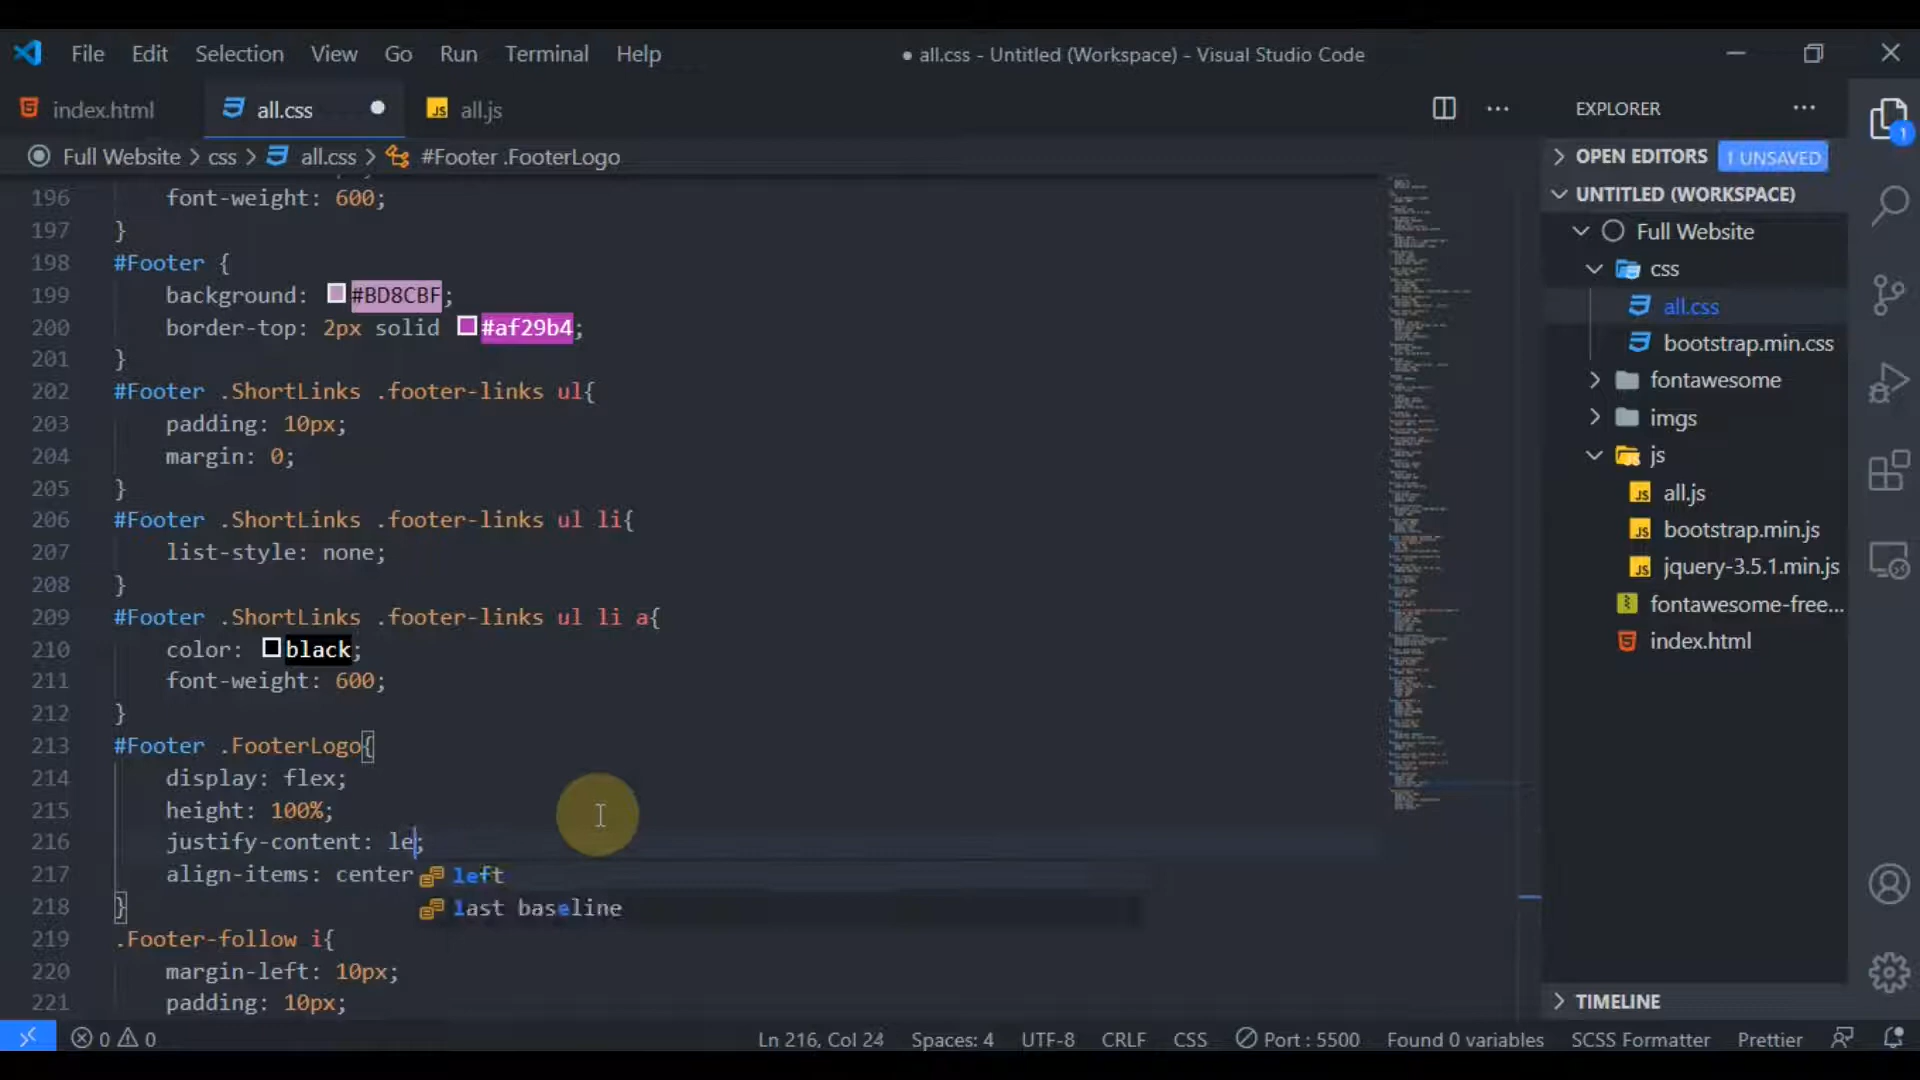 File Edit Selection View Go Run Terminal Help ● all.css - Untitled (Workspace) - Visual Studio Code
index.html all.css all.js
Full Website > css > all.css > #Footer .FooterLogo
196 font-weight: 600;
197 }
198 #Footer {
199 background: #BD8CBF;
200 border-top: 2px solid #af29b4;
201 }
202 #Footer .ShortLinks .footer-links ul{
203 padding: 10px;
204 margin: 0;
205 }
206 #Footer .ShortLinks .footer-links ul li{
207 list-style: none;
208 }
209 #Footer .ShortLinks .footer-links ul li a{
210 color: black;
211 font-weight: 600;
212 }
213 #Footer .FooterLogo{
214 display: flex;
215 height: 100%;
216 justify-content: le;
217 align-items: center
left
218 }
last baseline
219 .Footer-follow i{
220 margin-left: 10px;
221 padding: 10px;
EXPLORER
OPEN EDITORS 1 UNSAVED
UNTITLED (WORKSPACE)
Full Website
css
all.css
bootstrap.min.css
fontawesome
imgs
js
all.js
bootstrap.min.js
jquery-3.5.1.min.js
fontawesome-free...
index.html
TIMELINE
1
0 0 Ln 216, Col 24 Spaces: 4 UTF-8 CRLF CSS Port : 5500 Found 0 variables SCSS Formatter Prettier